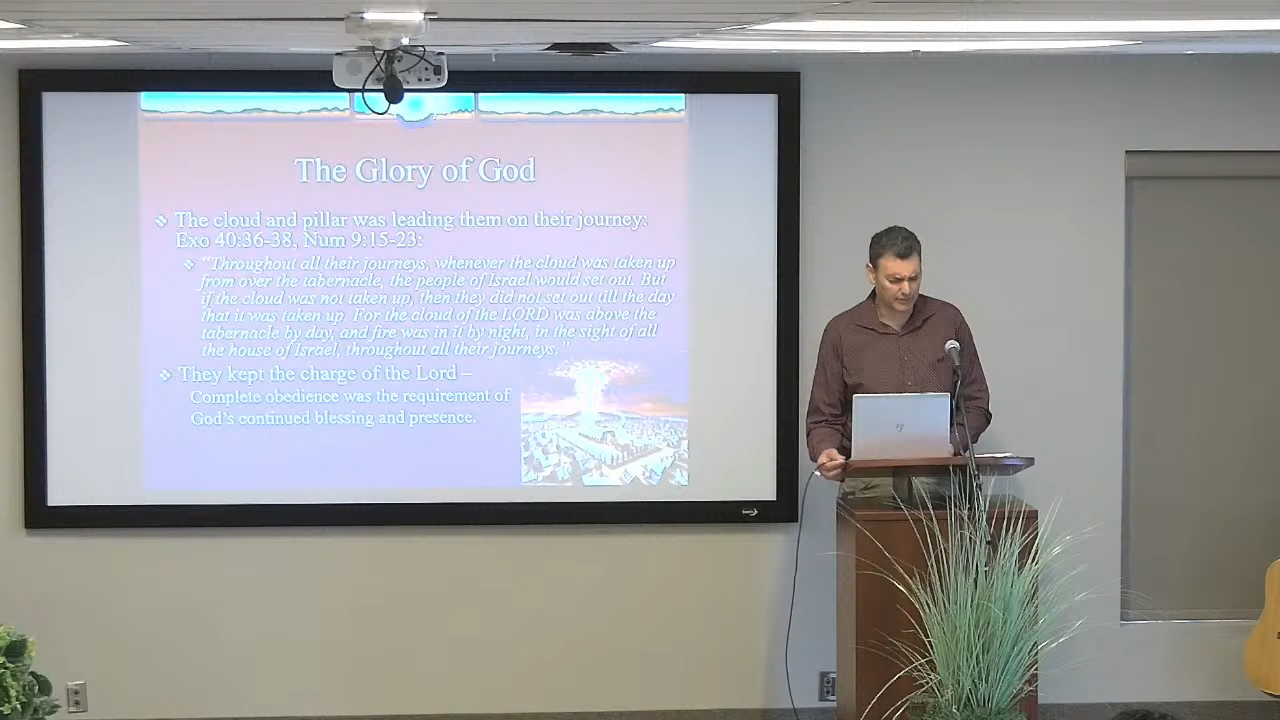 The Glory of God
The cloud and pillar was leading them on their journey:
Exo 40:36-38, Num 9:15-23:
"Throughout all their journeys, whenever the cloud was taken up
from over the tabernacle, the people of Israel would set out. But
if the cloud was not taken up, then they did not set out till the day
that it was taken up. For the cloud of the LORD was above the
tabernacle by day, and fire was in it by night, in the sight of all
the house of Israel, throughout all their journeys."
They kept the charge of the Lord –
Complete obedience was the requirement of
God's continued blessing and presence.
hp